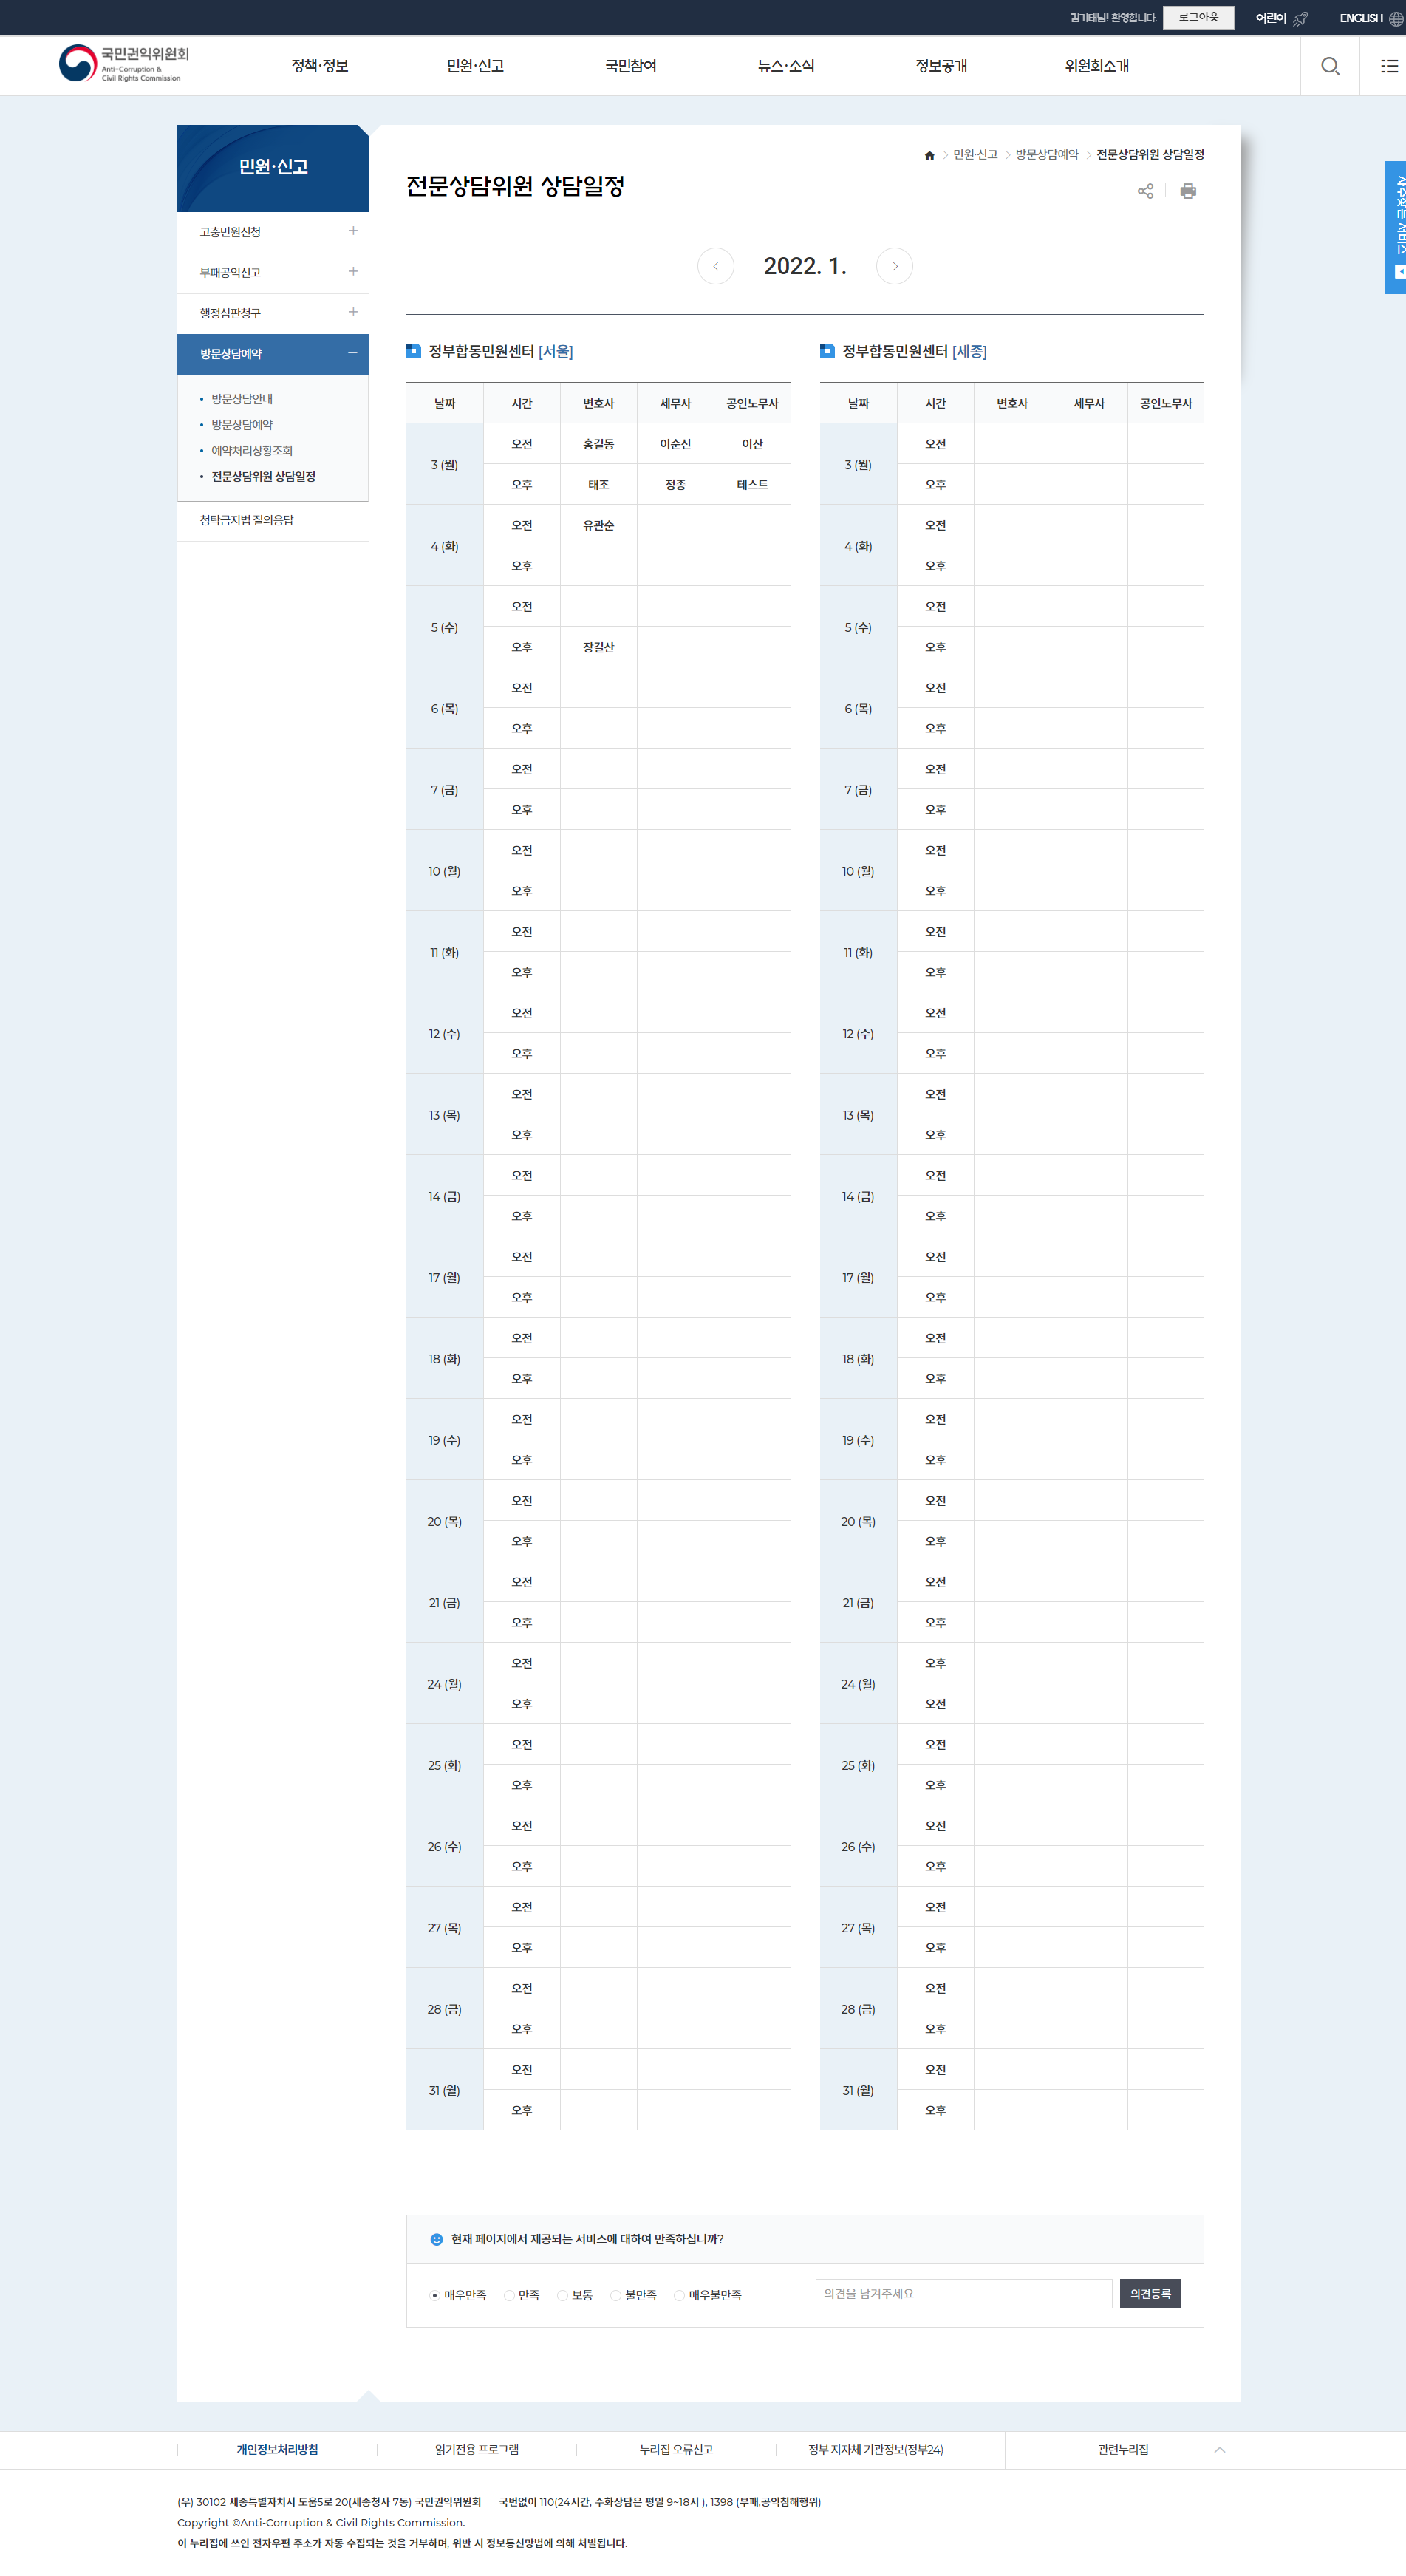 김기태님! 환영합니다.
로그아웃
어린이
ENGLISH
국민권익위원회
Anti-Corruption &
Civil Rights Commission
정책·정보
민원·신고
국민참여
뉴스·소식
정보공개
위원회소개
자주찾는 서비스
민원·신고
고충민원신청
부패공익신고
행정심판청구
방문상담예약
방문상담안내
방문상담예약
예약처리상황조회
전문상담위원 상담일정
청탁금지법 질의응답
민원·신고
방문상담예약
전문상담위원 상담일정
전문상담위원 상담일정
2022. 1.
정부합동민원센터 [서울]
날짜 시간 변호사 세무사 공인노무사
3 (월)
오전 홍길동 이순신 이산
오후 태조 정종 테스트
4 (화)
오전 유관순
오후
5 (수)
오전
오후 장길산
6 (목)
오전
오후
7 (금)
오전
오후
10 (월)
오전
오후
11 (화)
오전
오후
12 (수)
오전
오후
13 (목)
오전
오후
14 (금)
오전
오후
17 (월)
오전
오후
18 (화)
오전
오후
19 (수)
오전
오후
20 (목)
오전
오후
21 (금)
오전
오후
24 (월)
오전
오후
25 (화)
오전
오후
26 (수)
오전
오후
27 (목)
오전
오후
28 (금)
오전
오후
31 (월)
오전
오후
정부합동민원센터 [세종]
날짜 시간 변호사 세무사 공인노무사
3 (월)
오전
오후
4 (화)
오전
오후
5 (수)
오전
오후
6 (목)
오전
오후
7 (금)
오전
오후
10 (월)
오전
오후
11 (화)
오전
오후
12 (수)
오전
오후
13 (목)
오전
오후
14 (금)
오전
오후
17 (월)
오전
오후
18 (화)
오전
오후
19 (수)
오전
오후
20 (목)
오전
오후
21 (금)
오전
오후
24 (월)
오후
오전
25 (화)
오전
오후
26 (수)
오전
오후
27 (목)
오전
오후
28 (금)
오전
오후
31 (월)
오전
오후
현재 페이지에서 제공되는 서비스에 대하여 만족하십니까?
매우만족 만족 보통 불만족 매우불만족
의견을 남겨주세요
의견등록
개인정보처리방침
읽기전용 프로그램
누리집 오류신고
정부·지자체 기관정보(정부24)
관련누리집
(우) 30102 세종특별자치시 도움5로 20(세종청사 7동) 국민권익위원회 국번없이 110(24시간, 수화상담은 평일 9~18시 ), 1398 (부패,공익침해행위)
Copyright ©Anti-Corruption & Civil Rights Commission.
이 누리집에 쓰인 전자우편 주소가 자동 수집되는 것을 거부하며, 위반 시 정보통신망법에 의해 처벌됩니다.